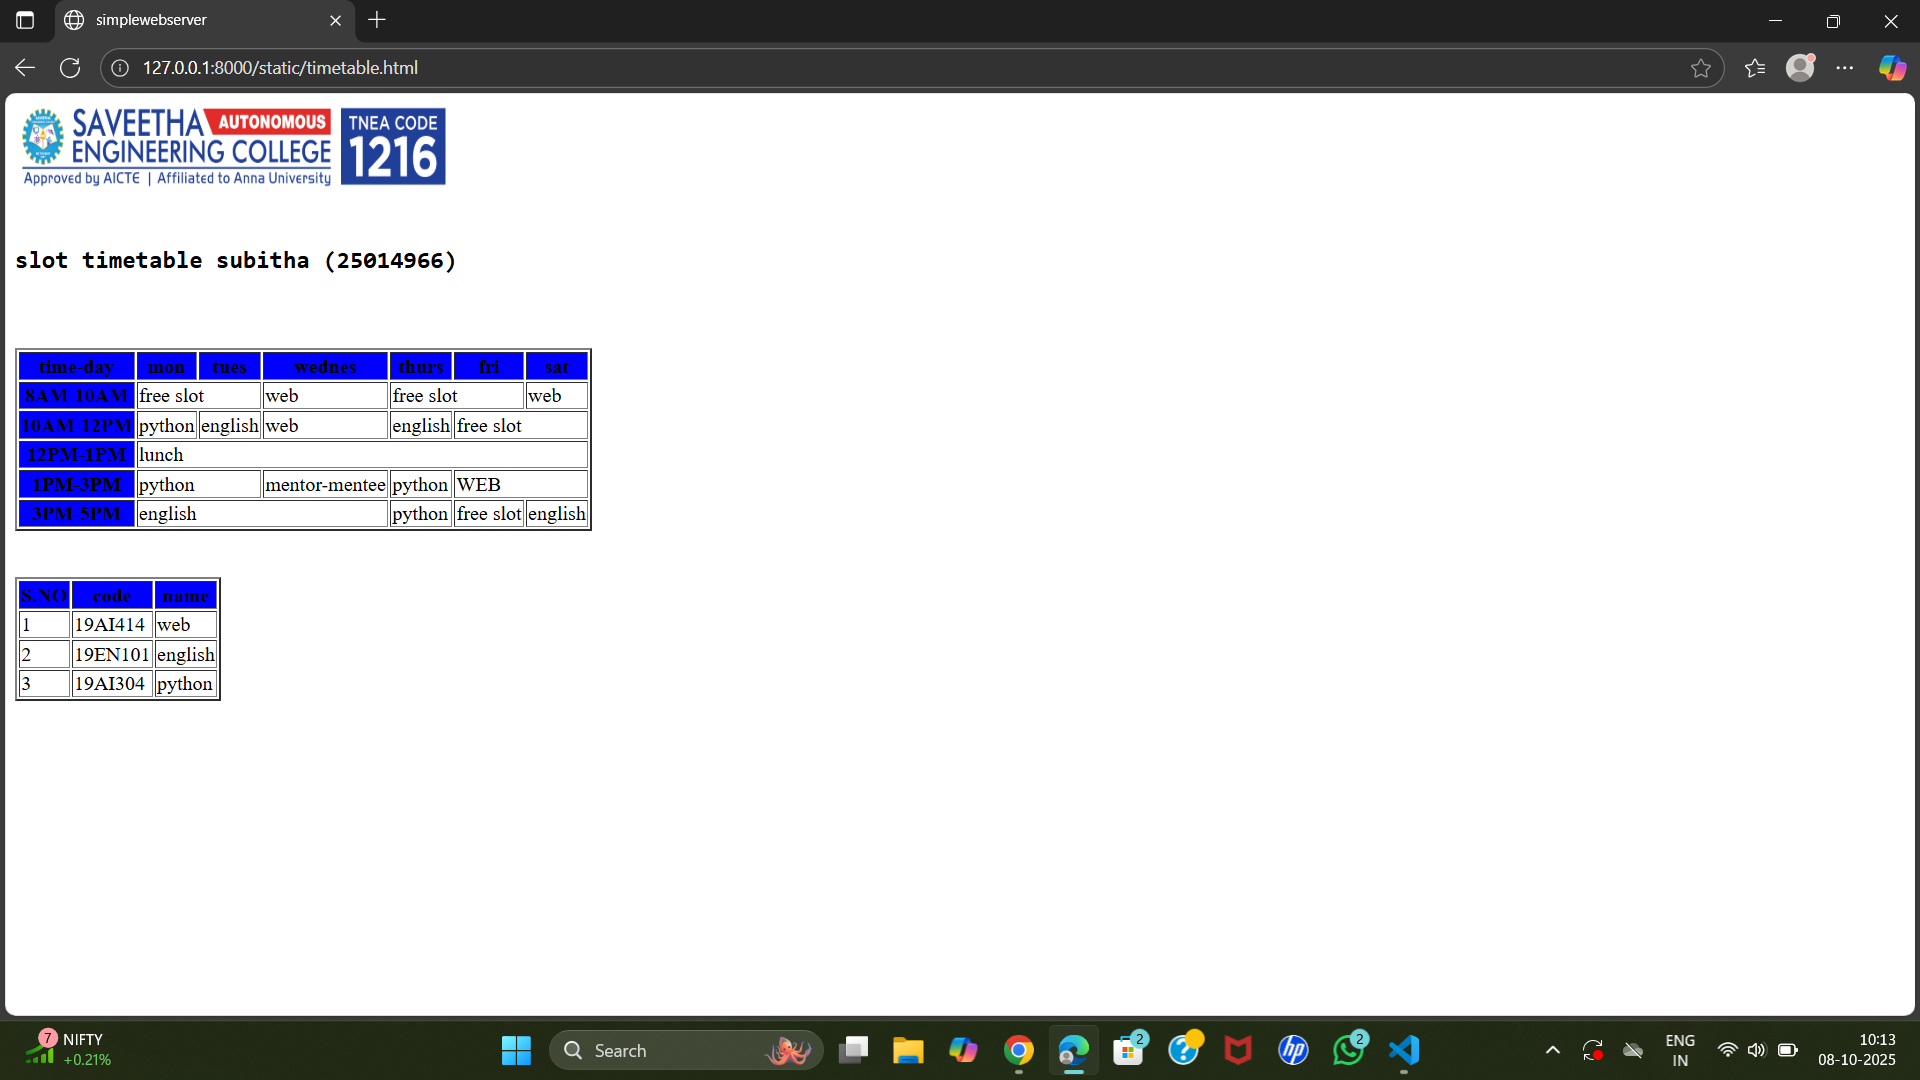 simplewebserver
127.0.0.1:8000/static/timetable.html
SAVEETHA AUTONOMOUS
ENGINEERING COLLEGE
Approved by AICTE | Affiliated to Anna University
TNEA CODE
1216
slot timetable subitha (25014966)
time-day mon tues wednes thurs fri sat
8AM-10AM free slot web free slot web
10AM-12PM python english web english free slot
12PM-1PM lunch
1PM-3PM python mentor-mentee python WEB
3PM-5PM english python free slot english
S.NO code name
1 19AI414 web
2 19EN101 english
3 19AI304 python
7 NIFTY
+0.21%
Search
2
hp
2
ENG
IN
10:13
08-10-2025